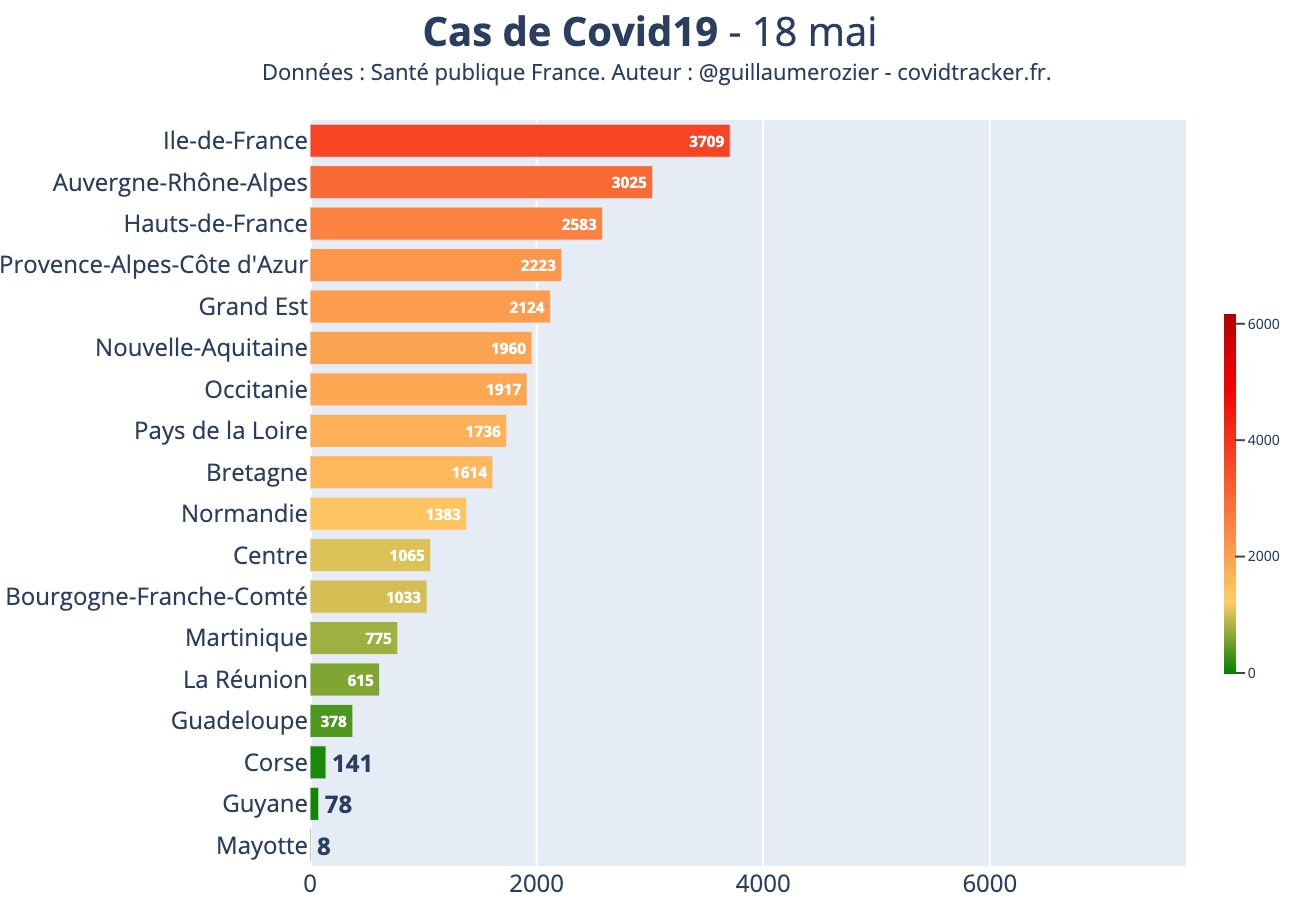 Cas de Covid19 - 18 mai
Données : Santé publique France. Auteur : @guillaumerozier - covidtracker.fr.
Ile-de-France 3709
Auvergne-Rhône-Alpes 3025
Hauts-de-France 2583
Provence-Alpes-Côte d'Azur 2223
Grand Est 2124
Nouvelle-Aquitaine 1960
Occitanie 1917
Pays de la Loire 1736
Bretagne 1614
Normandie 1383
Centre 1065
Bourgogne-Franche-Comté 1033
Martinique 775
La Réunion 615
Guadeloupe 378
Corse 141
Guyane 78
Mayotte 8
0 2000 4000 6000
6000
4000
2000
0